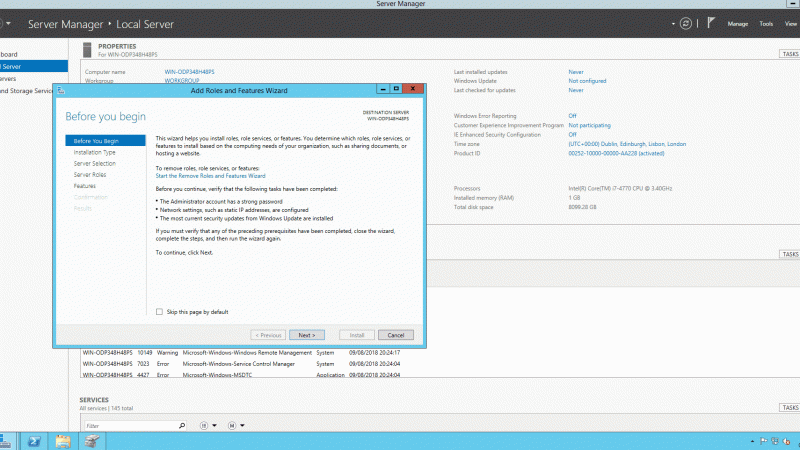 Server Manager
Server Manager • Local Server
Manage Tools View
board
l Server
ervers
nd Storage Service
PROPERTIES
For WIN-ODP348H48PS
TASKS
Computer name WIN-ODP348H48PS
Workgroup WORKGROUP
Last installed updates Never
Windows Update Not configured
Last checked for updates Never
Windows Error Reporting Off
Customer Experience Improvement Program Not participating
IE Enhanced Security Configuration Off
Time zone (UTC+00:00) Dublin, Edinburgh, Lisbon, London
Product ID 00252-10000-00000-AA228 (activated)
Processors Intel(R) Core(TM) i7-4770 CPU @ 3.40GHz
Installed memory (RAM) 1 GB
Total disk space 8099.28 GB
TASKS
Add Roles and Features Wizard
Before you begin
DESTINATION SERVER
WIN-ODP348H48PS
Before You Begin
Installation Type
Server Selection
Server Roles
Features
Confirmation
Results
This wizard helps you install roles, role services, or features. You determine which roles, role services, or
features to install based on the computing needs of your organization, such as sharing documents, or
hosting a website.
To remove roles, role services, or features:
Start the Remove Roles and Features Wizard
Before you continue, verify that the following tasks have been completed:
• The Administrator account has a strong password
• Network settings, such as static IP addresses, are configured
• The most current security updates from Windows Update are installed
If you must verify that any of the preceding prerequisites have been completed, close the wizard,
complete the steps, and then run the wizard again.
To continue, click Next.
Skip this page by default
< Previous Next > Install Cancel
WIN-ODP348H48PS 10149 Warning Microsoft-Windows-Windows Remote Management System 09/08/2018 20:24:17
WIN-ODP348H48PS 7023 Error Microsoft-Windows-Service Control Manager System 09/08/2018 20:24:04
WIN-ODP348H48PS 4427 Error Microsoft-Windows-MSDTC Application 09/08/2018 20:24:04
SERVICES
All services | 145 total
TASKS
Filter